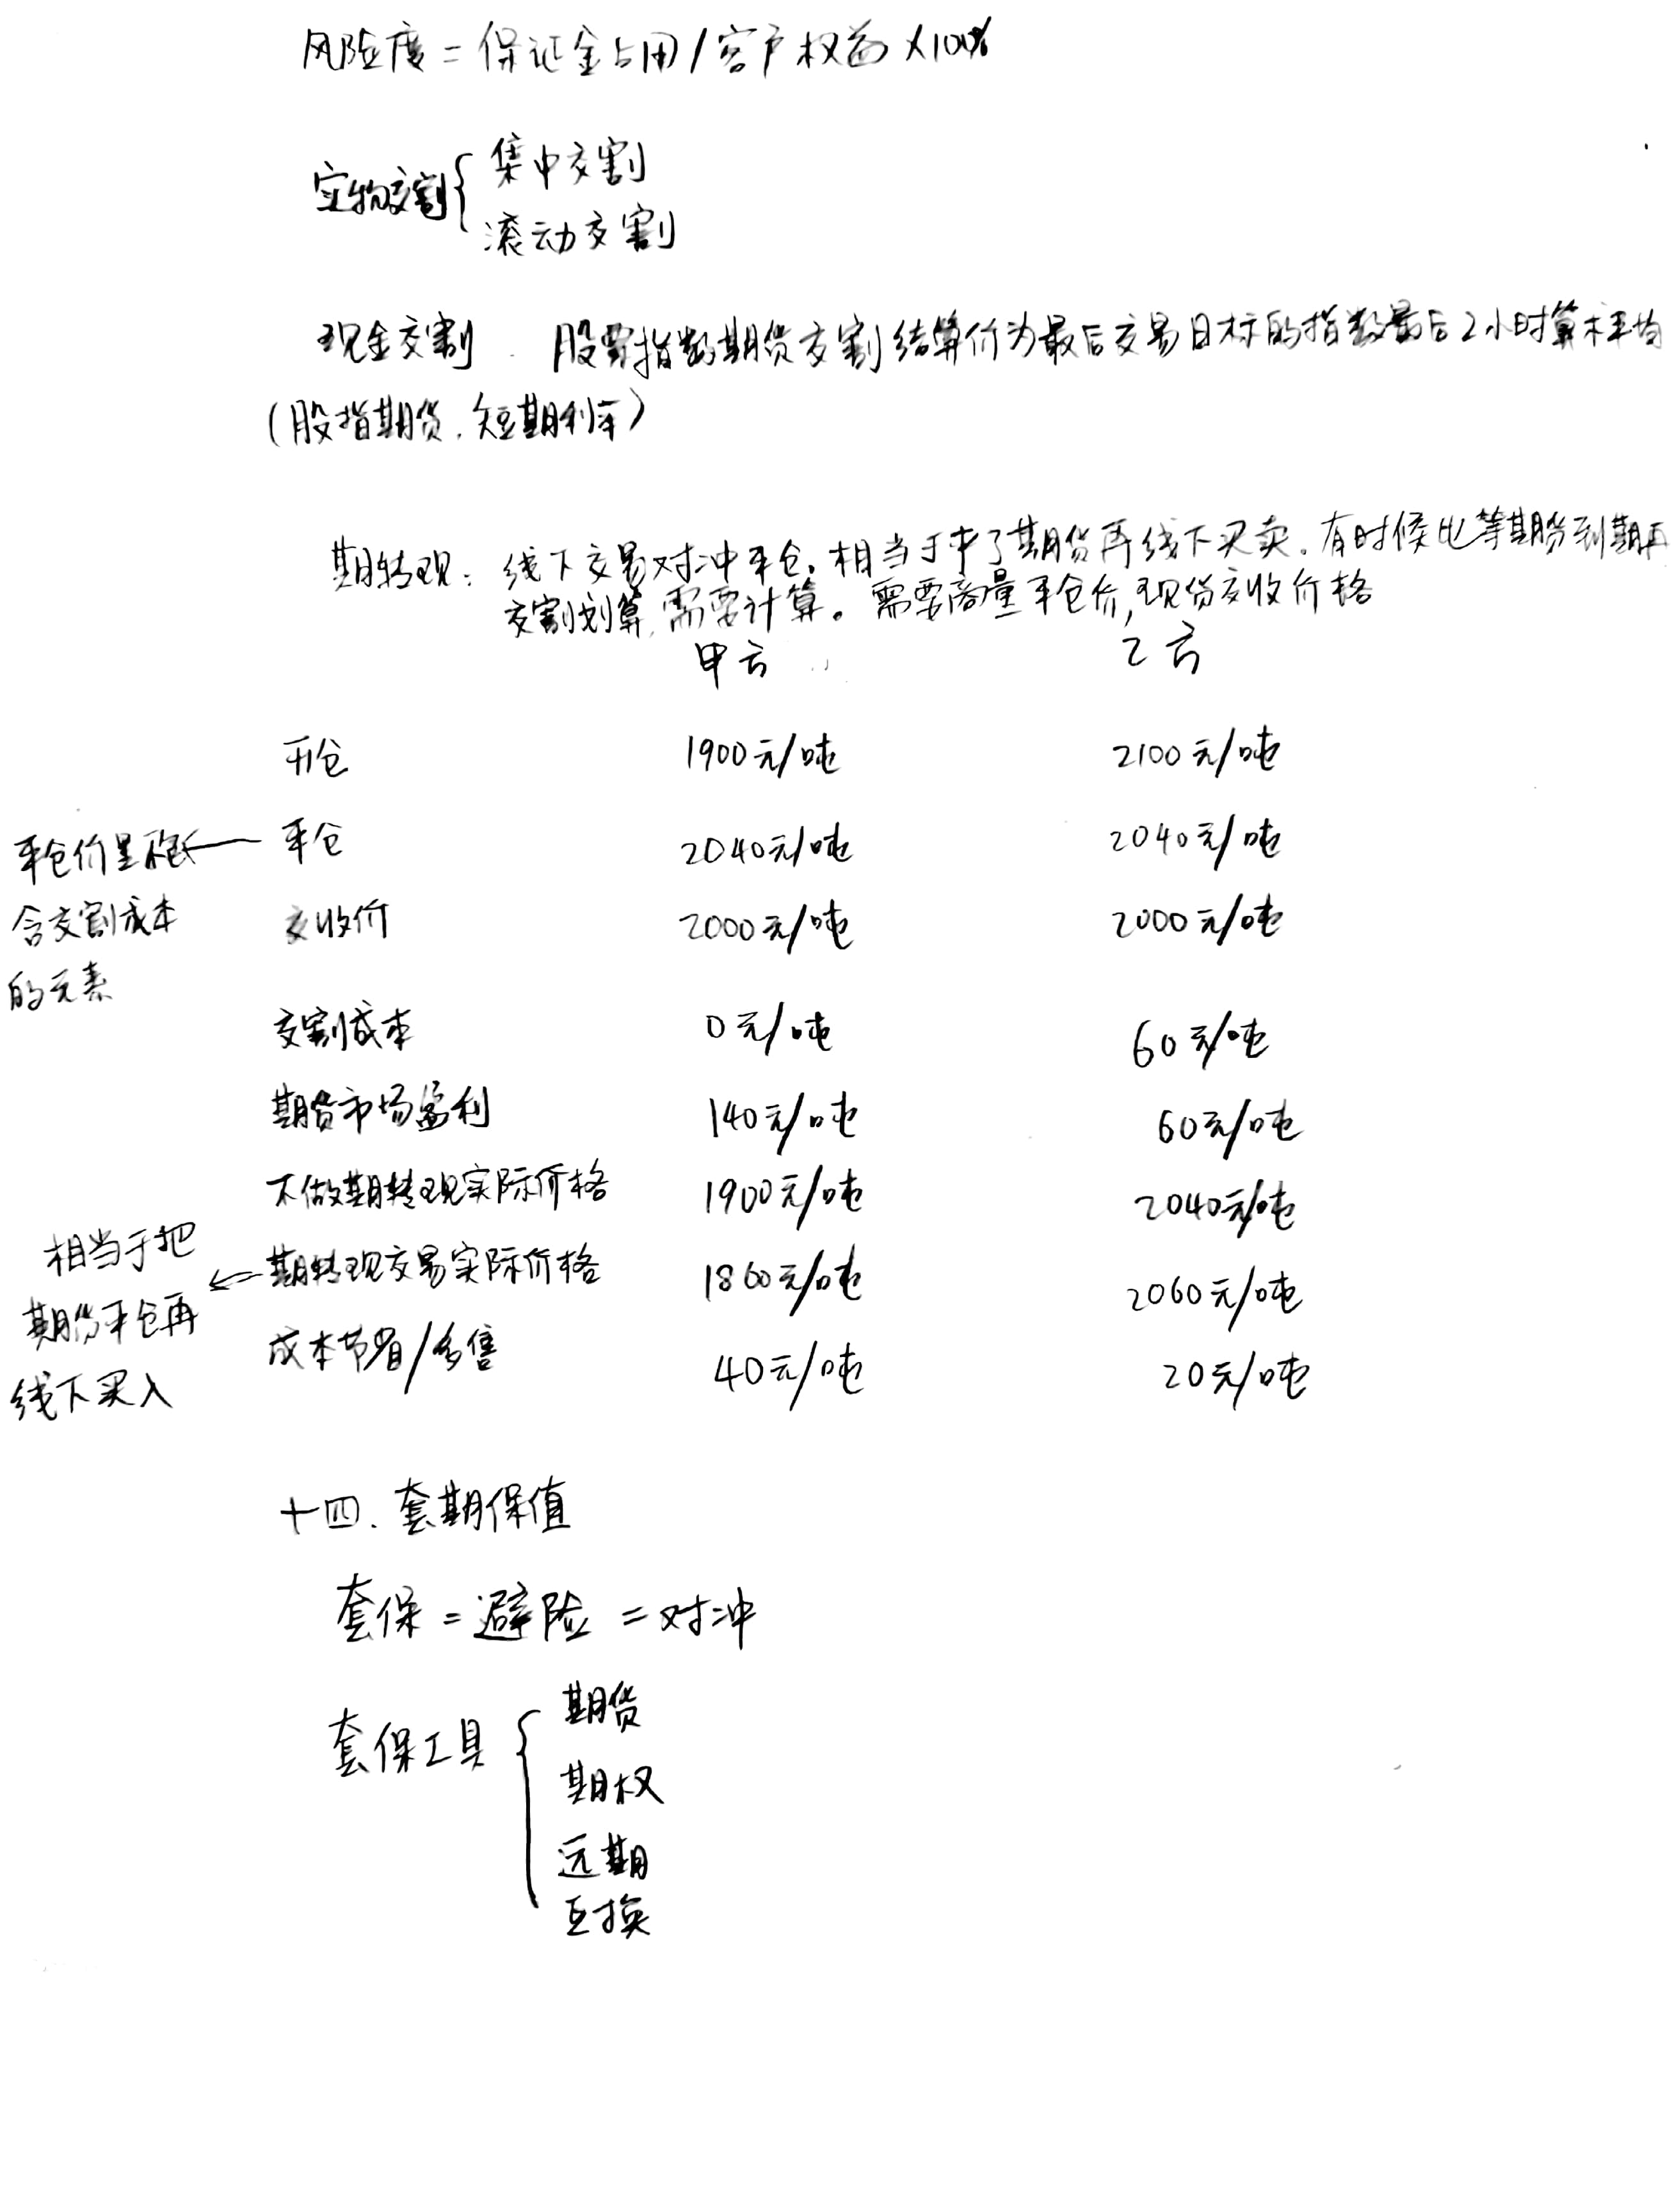 风险度 = 保证金占用/客户权益×100%
实物交割{ 集中交割
滚动交割
现金交割 股票指数期货交割结算价为最后交易日标的指数最后2小时算术平均
(股指期货,短期利率)
期转现: 线下交易对冲平仓,相当于 了期货再线下买卖。有时候 等期货到期再
交割划算,需要计算。需要商量平仓价,现货交收价格
甲方 乙方
开仓 1900元/吨 2100元/吨
平仓 2040元/吨 2040元/吨
平仓价是
含交割成本
的元素
交收价 2000元/吨 2000元/吨
交割成本 0元/吨 60元/吨
期货市场盈利 140元/吨 60元/吨
不做期转现实际价格 1900元/吨 2040元/吨
期转现交易实际价格 1860元/吨 2060元/吨
相当于把
期货平仓再
线下买入
成本节省/多售 40元/吨 20元/吨
十四. 套期保值
套保 = 避险 = 对冲
套保工具{ 期货
期权
远期
互换